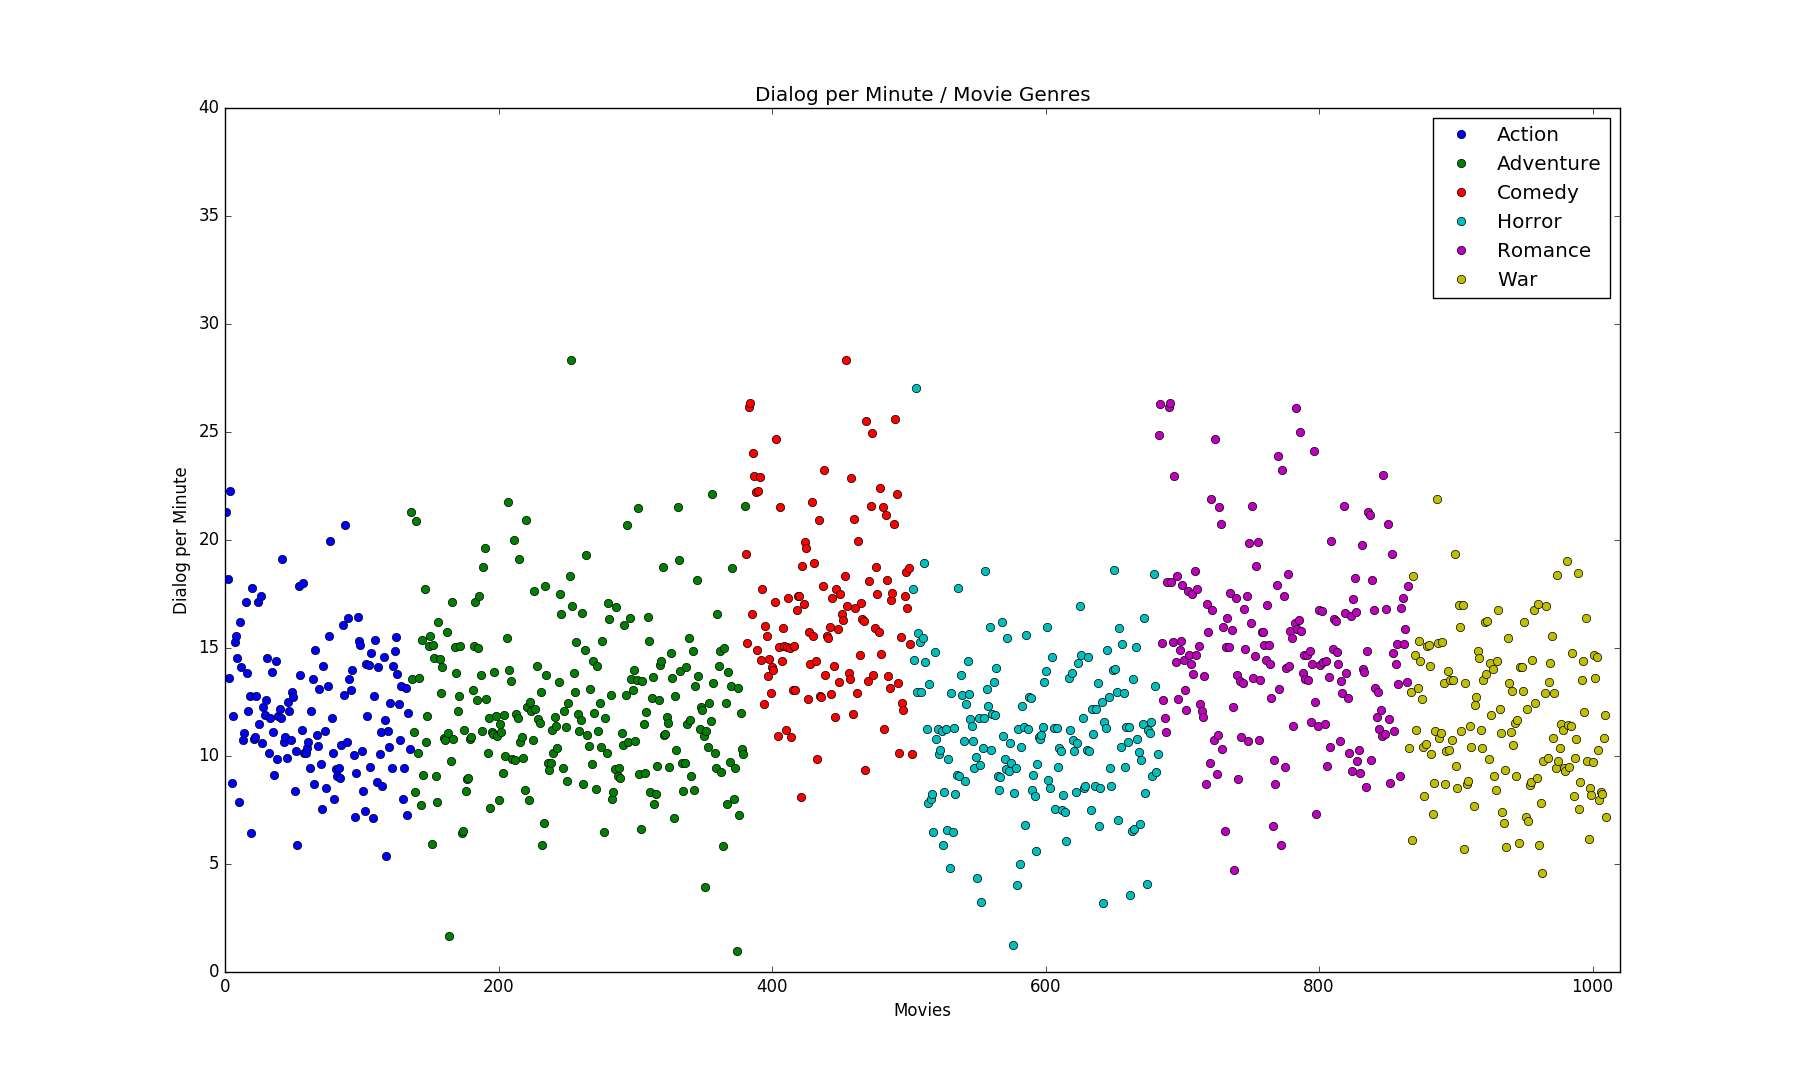 Dialog per Minute / Movie Genres
40
35
30
25
20
15
10
5
0
Dialog per Minute
Action
Adventure
Comedy
Horror
Romance
War
0 200 400 600 800 1000
Movies